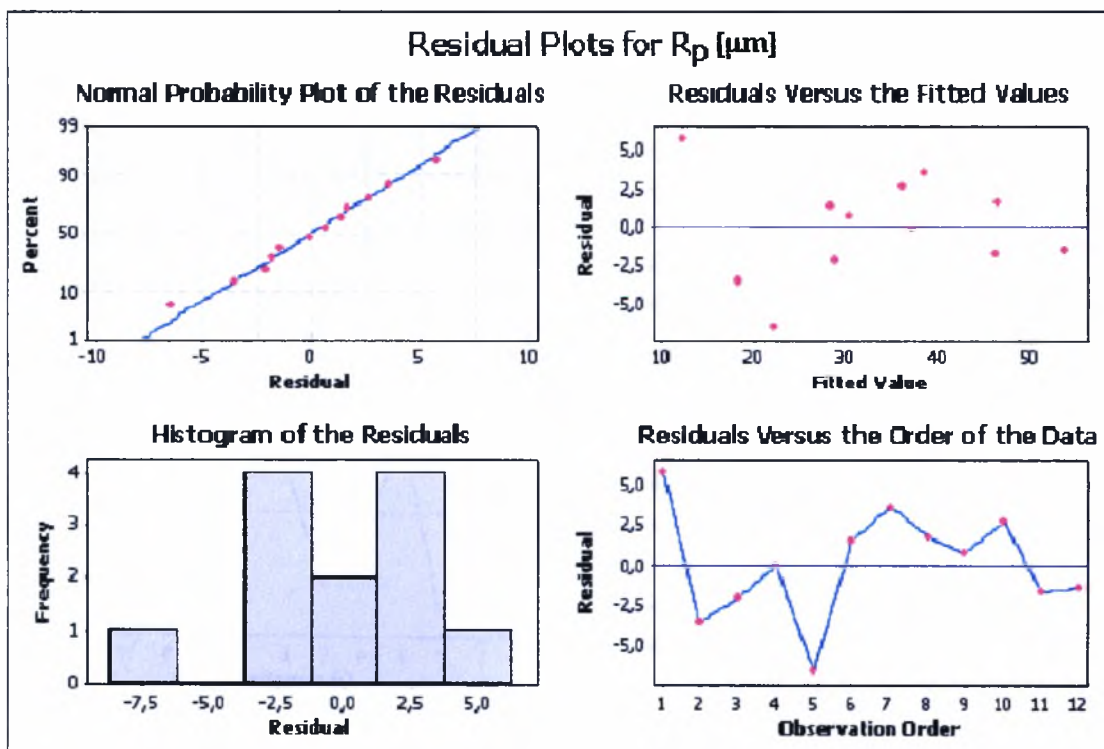 Residual Plots for Rp [µm]
Normal Probability Plot of the Residuals
99
90
50
10
1
Percent
-10
-5
0
5
10
Residual
Residuals Versus the Fitted Values
5,0
2,5
0,0
-2,5
-5,0
Residual
10
20
30
40
50
Fitted Value
Histogram of the Residuals
4
3
2
1
0
Frequency
-7,5
-5,0
-2,5
0,0
2,5
5,0
Residual
Residuals Versus the Order of the Data
5,0
2,5
0,0
-2,5
-5,0
Residual
1 2 3 4 5 6 7 8 9 10 11 12
Observation Order